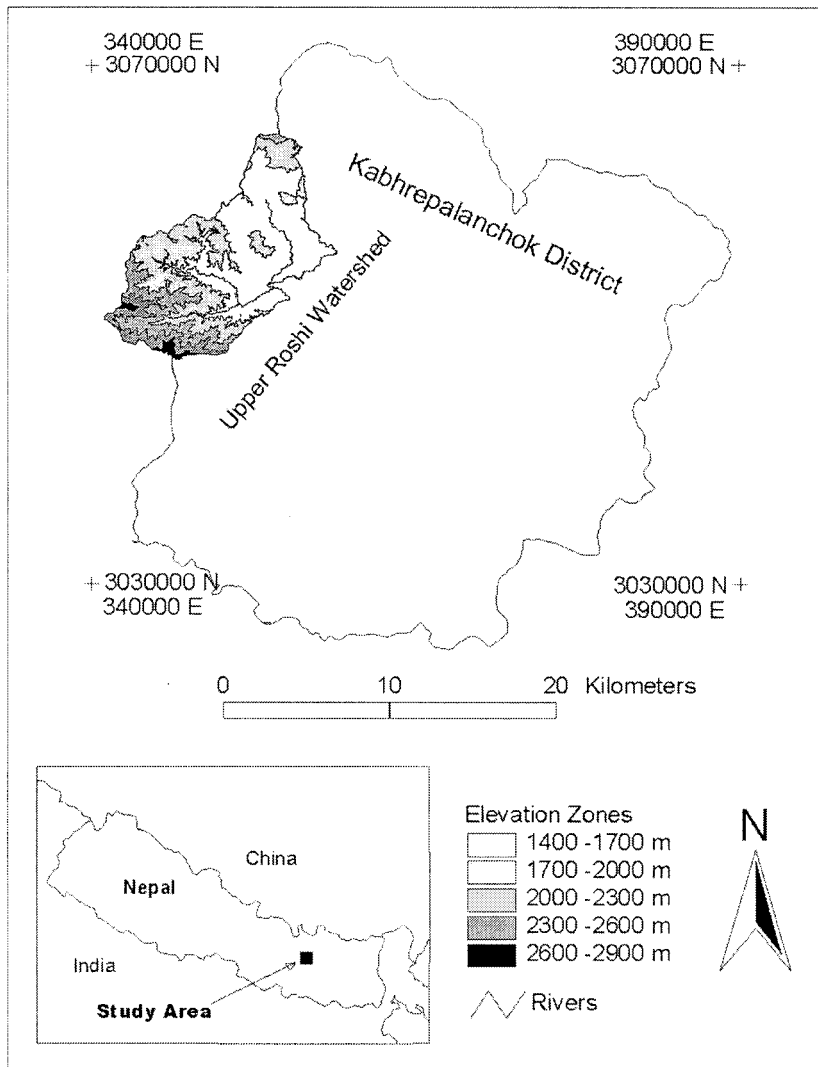 340000 E
+ 3070000 N
390000 E
3070000 N +
Kabhrepalanchok District
Upper Roshi Watershed
+ 3030000 N
340000 E
3030000 N +
390000 E
0 10 20 Kilometers
China
Nepal
India
Study Area
Elevation Zones
1400 -1700 m
1700 -2000 m
2000 -2300 m
2300 -2600 m
2600 -2900 m
Rivers
N